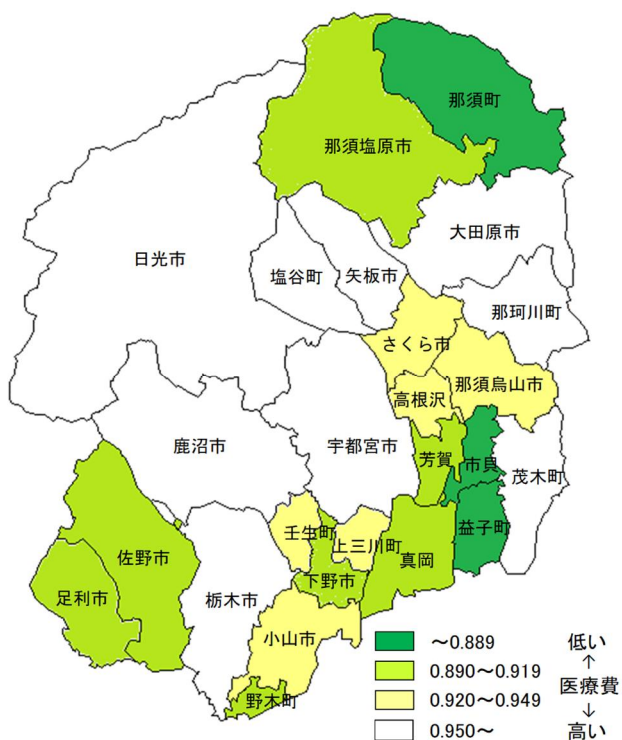 那須町
那須塩原市
大田原市
日光市
塩谷町
矢板市
那珂川町
さくら市
那須烏山市
高根沢
鹿沼市
宇都宮市
芳賀
市貝
茂木町
益子町
壬生町
上三川町
真岡
佐野市
下野市
足利市
栃木市
小山市
野木町
～0.889
0.890～0.919
0.920～0.949
0.950～
低い
↑
医療費
↓
高い